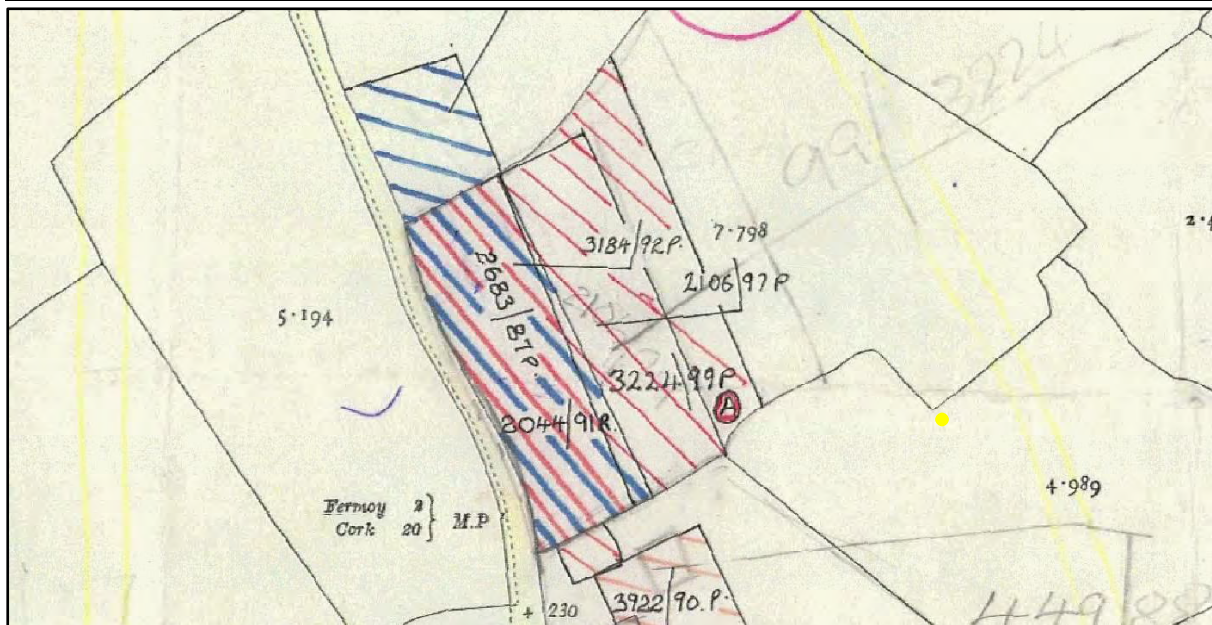 3224
99
3184/92P.
7·798
2106/97P
2683/87P.
5·194
3224/99P
A
2044/91R.
4·989
Fermoy 2 } M.P
Cork 20
3922/90.P.
+ 230